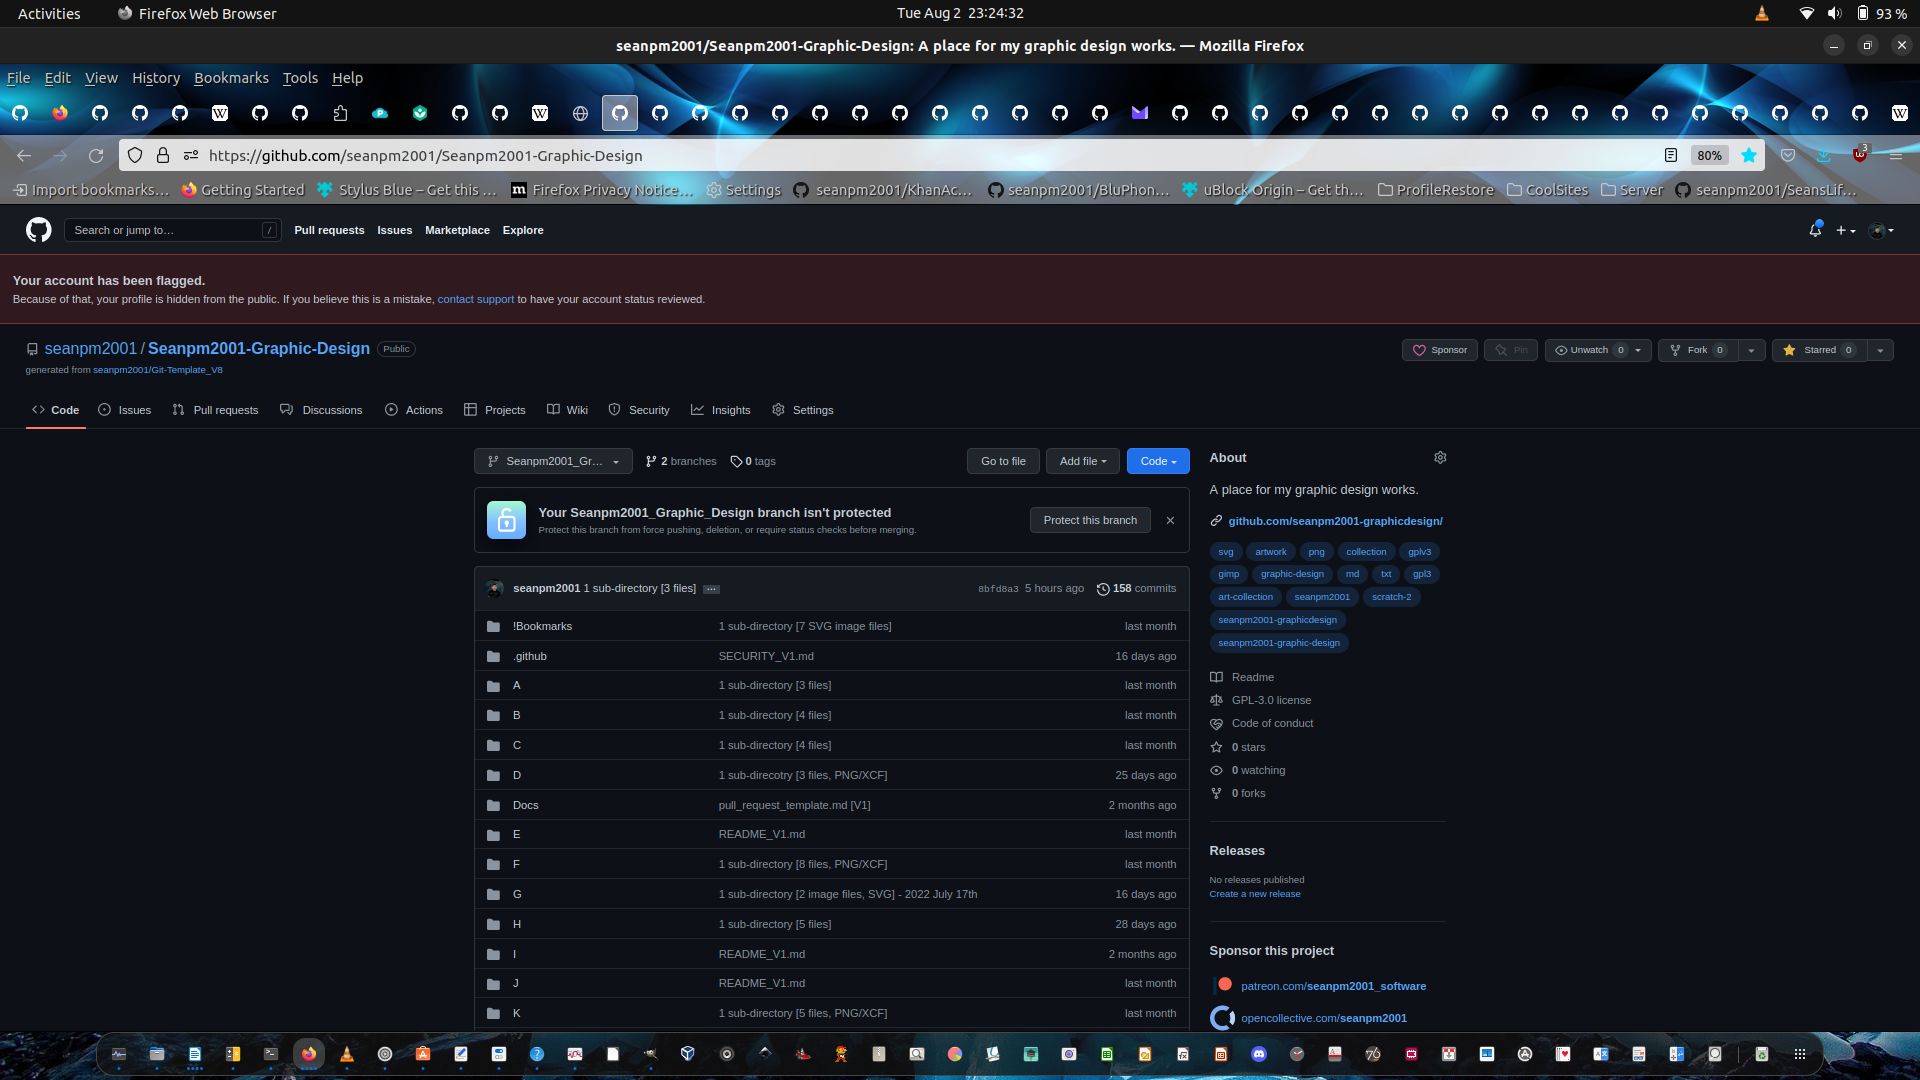 Activities
Firefox Web Browser
Tue Aug 2 23:24:32
93 %
seanpm2001/Seanpm2001-Graphic-Design: A place for my graphic design works. — Mozilla Firefox
File Edit View History Bookmarks Tools Help
https://github.com/seanpm2001/Seanpm2001-Graphic-Design
80%
3
Import bookmarks… Getting Started Stylus Blue – Get this … Firefox Privacy Notice… Settings seanpm2001/KhanAc… seanpm2001/BluPhon… uBlock Origin – Get th… ProfileRestore CoolSites Server seanpm2001/SeansLif…
Search or jump to… /
Pull requests Issues Marketplace Explore
Your account has been flagged.
Because of that, your profile is hidden from the public. If you believe this is a mistake, contact support to have your account status reviewed.
seanpm2001 / Seanpm2001-Graphic-Design Public
Sponsor Pin Unwatch 0 Fork 0 Starred 0
generated from seanpm2001/Git-Template_V8
Code Issues Pull requests Discussions Actions Projects Wiki Security Insights Settings
Seanpm2001_Gr… 2 branches 0 tags
Go to file Add file Code
Your Seanpm2001_Graphic_Design branch isn't protected
Protect this branch from force pushing, deletion, or require status checks before merging.
Protect this branch
seanpm2001 1 sub-directory [3 files] … 8bfd8a3 5 hours ago 158 commits
!Bookmarks 1 sub-directory [7 SVG image files] last month
.github SECURITY_V1.md 16 days ago
A 1 sub-directory [3 files] last month
B 1 sub-directory [4 files] last month
C 1 sub-directory [4 files] last month
D 1 sub-direcotry [3 files, PNG/XCF] 25 days ago
Docs pull_request_template.md [V1] 2 months ago
E README_V1.md last month
F 1 sub-directory [8 files, PNG/XCF] last month
G 1 sub-directory [2 image files, SVG] - 2022 July 17th 16 days ago
H 1 sub-directory [5 files] 28 days ago
I README_V1.md 2 months ago
J README_V1.md last month
K 1 sub-directory [5 files, PNG/XCF] last month
About
A place for my graphic design works.
github.com/seanpm2001-graphicdesign/
svg artwork png collection gplv3
gimp graphic-design md txt gpl3
art-collection seanpm2001 scratch-2
seanpm2001-graphicdesign
seanpm2001-graphic-design
Readme
GPL-3.0 license
Code of conduct
0 stars
0 watching
0 forks
Releases
No releases published
Create a new release
Sponsor this project
patreon.com/seanpm2001_software
opencollective.com/seanpm2001